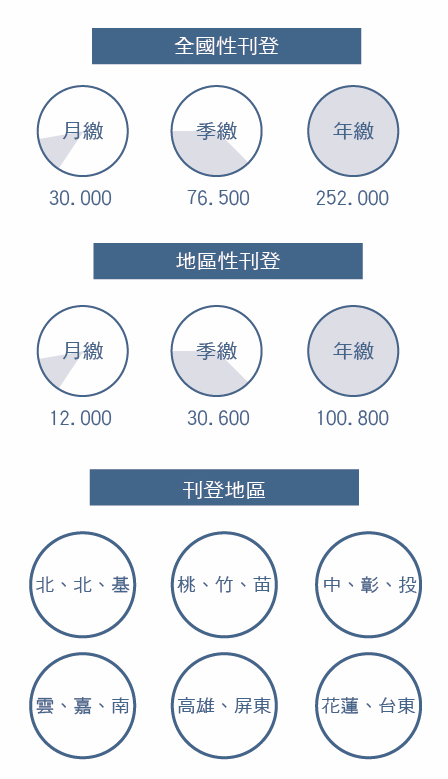 全國性刊登
月繳 季繳 年繳
30.000 76.500 252.000
地區性刊登
月繳 季繳 年繳
12.000 30.600 100.800
刊登地區
北、北、基 桃、竹、苗 中、彰、投
雲、嘉、南 高雄、屏東 花蓮、台東